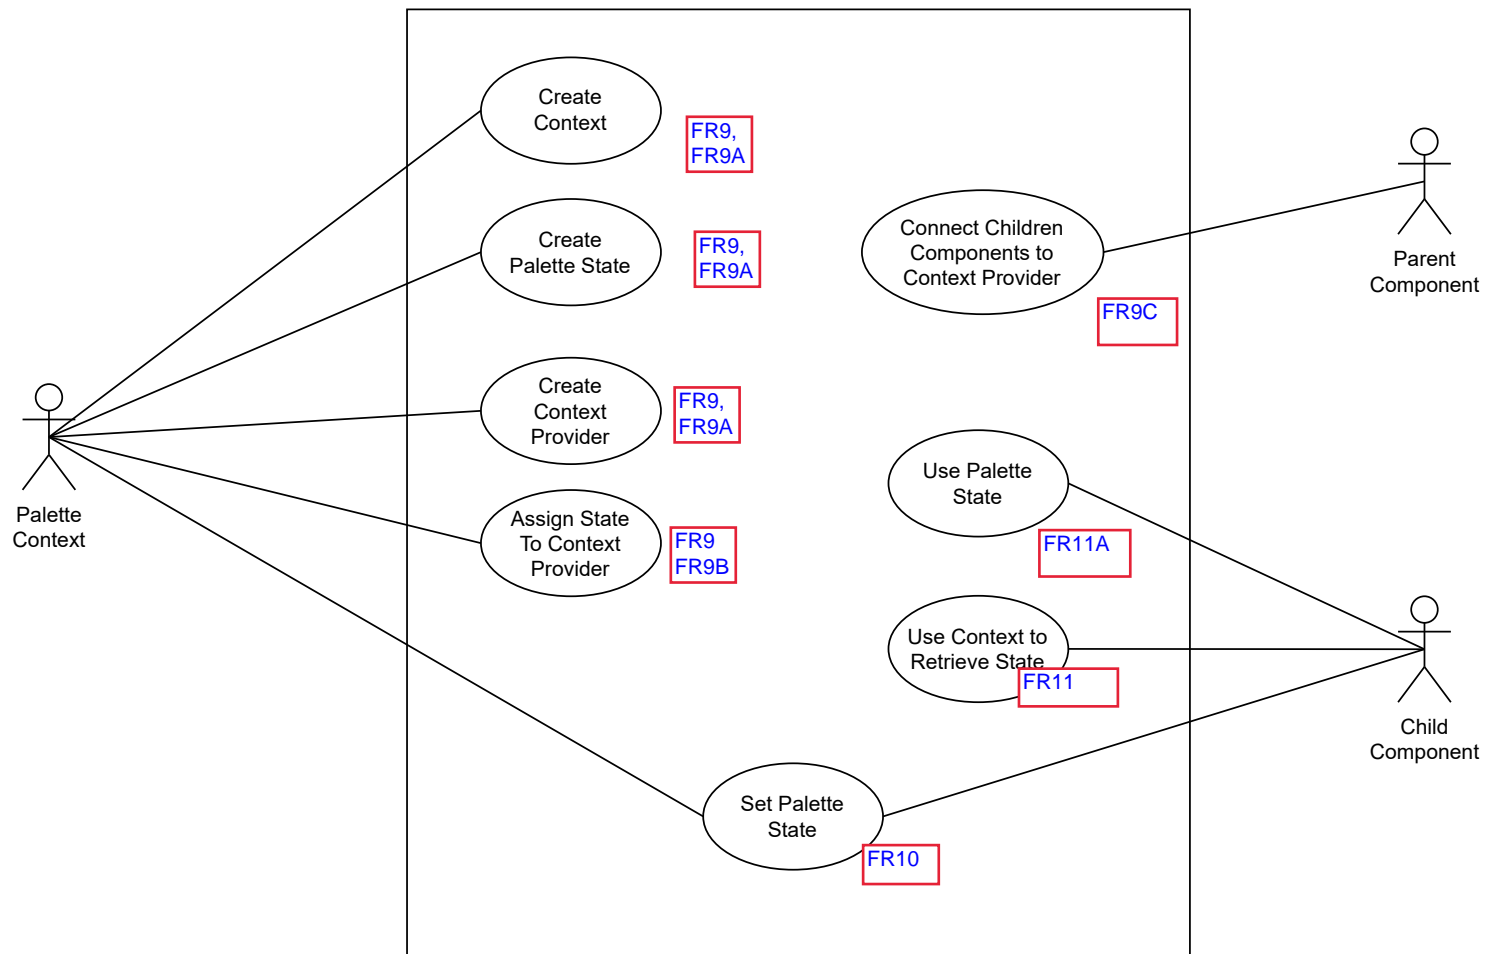 Create
Context
FR9,
FR9A
Create
Palette State
FR9,
FR9A
Connect Children
Components to
Context Provider
FR9C
Parent
Component
Create
Context
Provider
FR9,
FR9A
Palette
Context
Assign State
To Context
Provider
FR9
FR9B
Use Palette
State
FR11A
Use Context to
Retrieve State
FR11
Child
Component
Set Palette
State
FR10